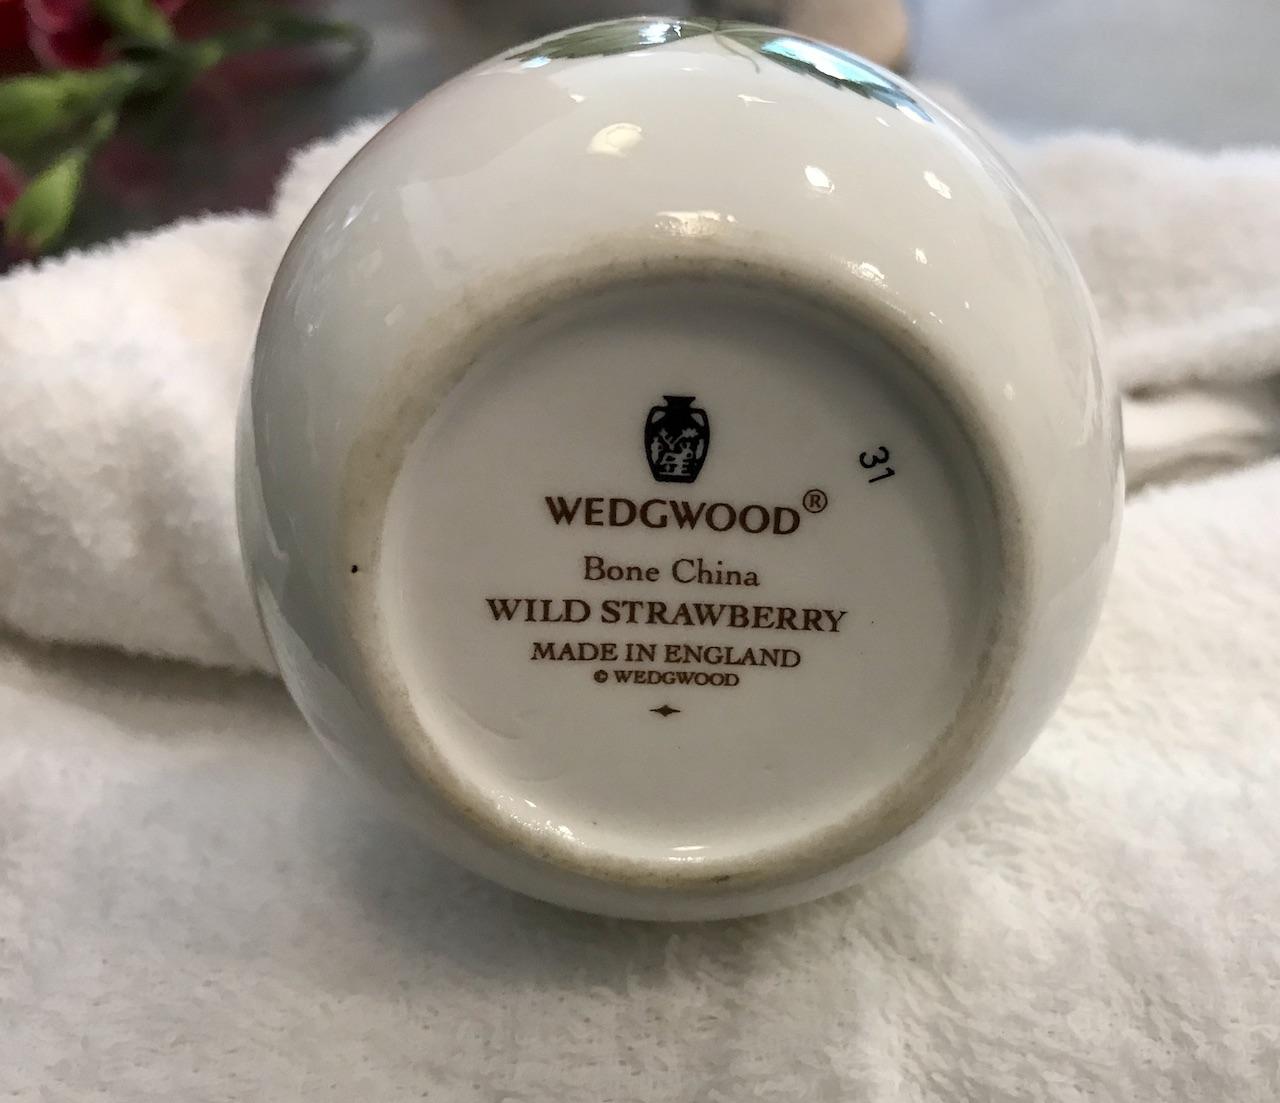 WEDGWOOD®
31
Bone China
WILD STRAWBERRY
MADE IN ENGLAND
© WEDGWOOD